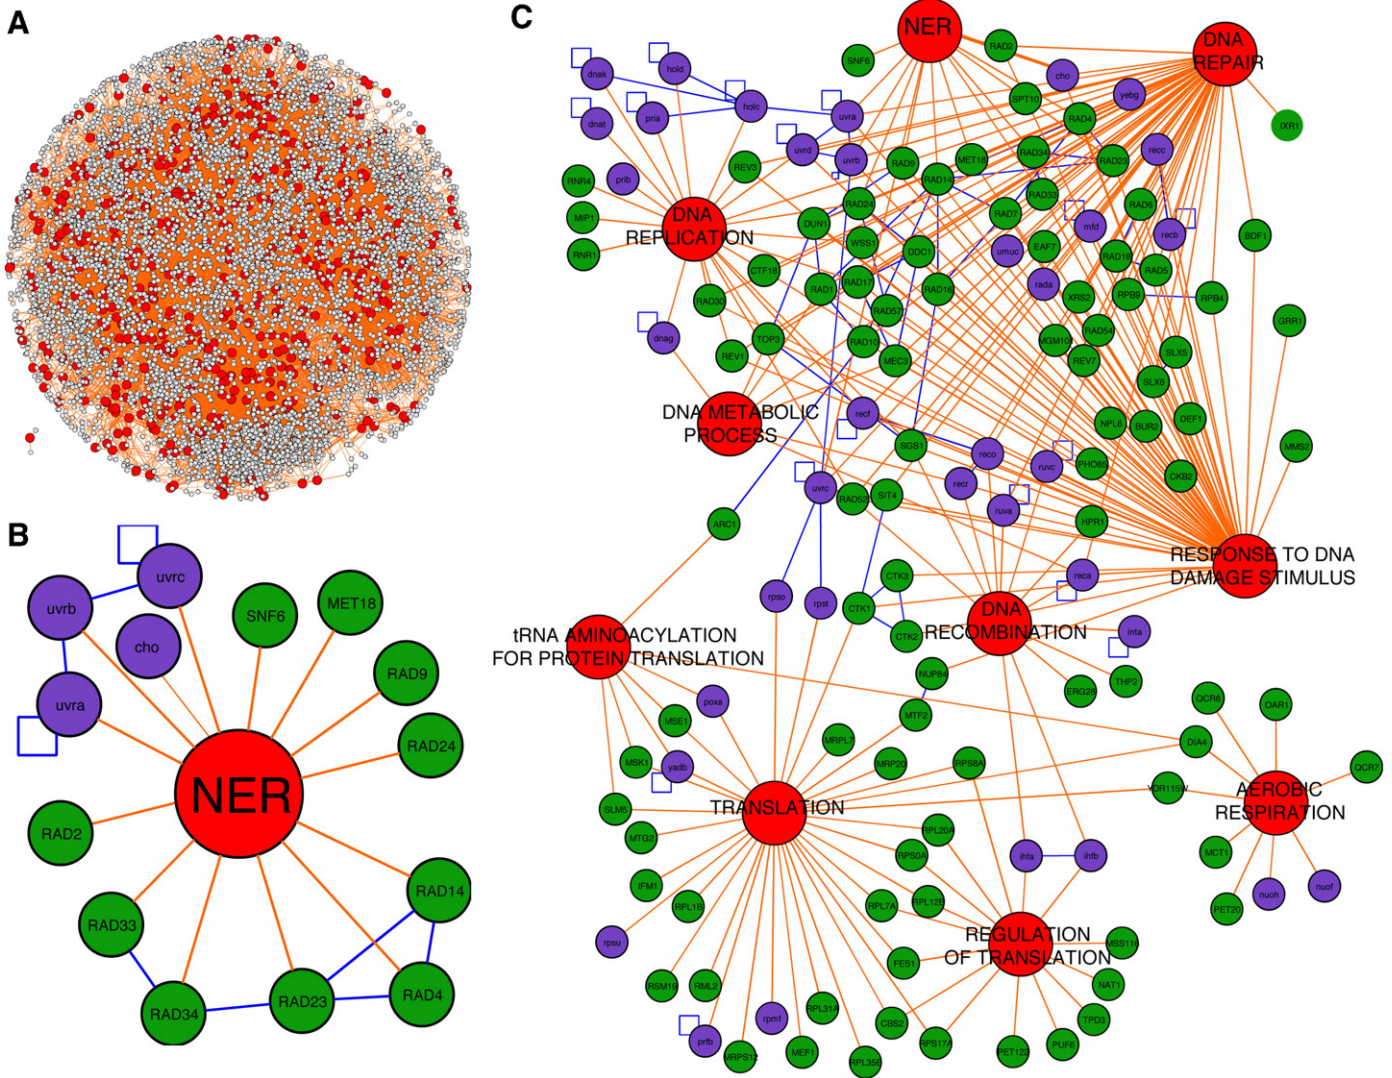 A
B
uvrc
uvrb
cho
uvra
SNF6
MET18
RAD9
RAD24
NER
RAD2
RAD14
RAD33
RAD34
RAD23
RAD4
C
NER
DNA
REPAIR
RAD2
SNF6
dnak
hold
holc
cho
yebg
SPT10
dnat
pria
uvra
RAD4
IXR1
uvrd
uvrb
RAD9
MET18
RAD34
RAD23
recc
REV3
RNR4
prib
RAD14
RAD33
RAD24
RAD6
MIP1
DNA
REPLICATION
DUN1
WSS1
RAD7
mfd
recb
BDF1
RNR1
DDC1
umuc
EAF7
RAD18
RAD5
CTF18
RAD1
RAD17
RAD16
rada
XRS2
RPB9
RPB4
RAD30
RAD57
GRR1
dnag
TOP3
RAD10
MGM101
RAD54
REV1
MEC3
REV7
SLX5
SLX8
DNA METABOLIC
PROCESS
recf
NPL6
BUR2
DEF1
SGS1
reco
ruvc
PHO85
MMS2
uvrc
RAD52
SIT4
recr
CKB2
ruva
ARC1
HPR1
RESPONSE TO DNA
DAMAGE STIMULUS
CTK3
reca
rpso
rpst
CTK1
DNA
RECOMBINATION
CTK2
inta
tRNA AMINOACYLATION
FOR PROTEIN TRANSLATION
NUP84
THP2
ERG28
poxa
MSE1
MTF2
QCR6
OAR1
MRPL7
DIA4
MSK1
yadb
MRP20
RPS8A
QCR7
YDR115W
AEROBIC
RESPIRATION
SLM5
TRANSLATION
MTG2
RPL20A
RPS0A
ihfa
ihfb
MCT1
IFM1
nuoh
nuof
RPL1B
RPL7A
RPL12B
PET20
rpsu
REGULATION
OF TRANSLATION
MSS116
FES1
RSM19
RML2
NAT1
RPL31A
rpmf
CBS2
TPD3
prfb
MRPS12
MEF1
RPL35B
RPS17A
PET122
PUF6